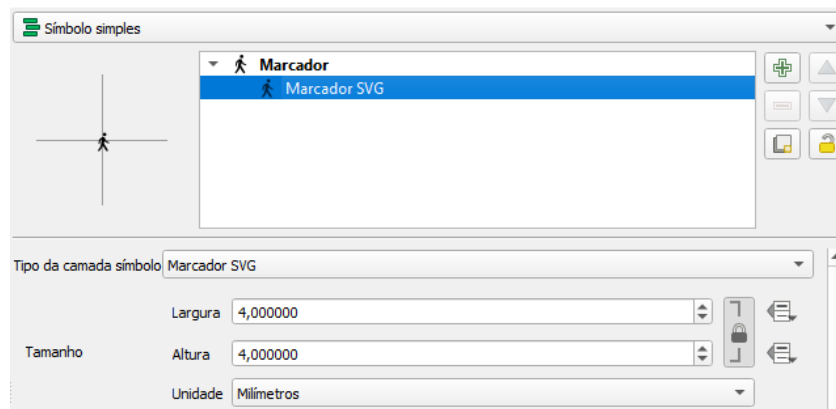 Símbolo simples
Marcador
Marcador SVG
Tipo da camada símbolo Marcador SVG
Largura 4,000000
Tamanho
Altura 4,000000
Unidade Milímetros